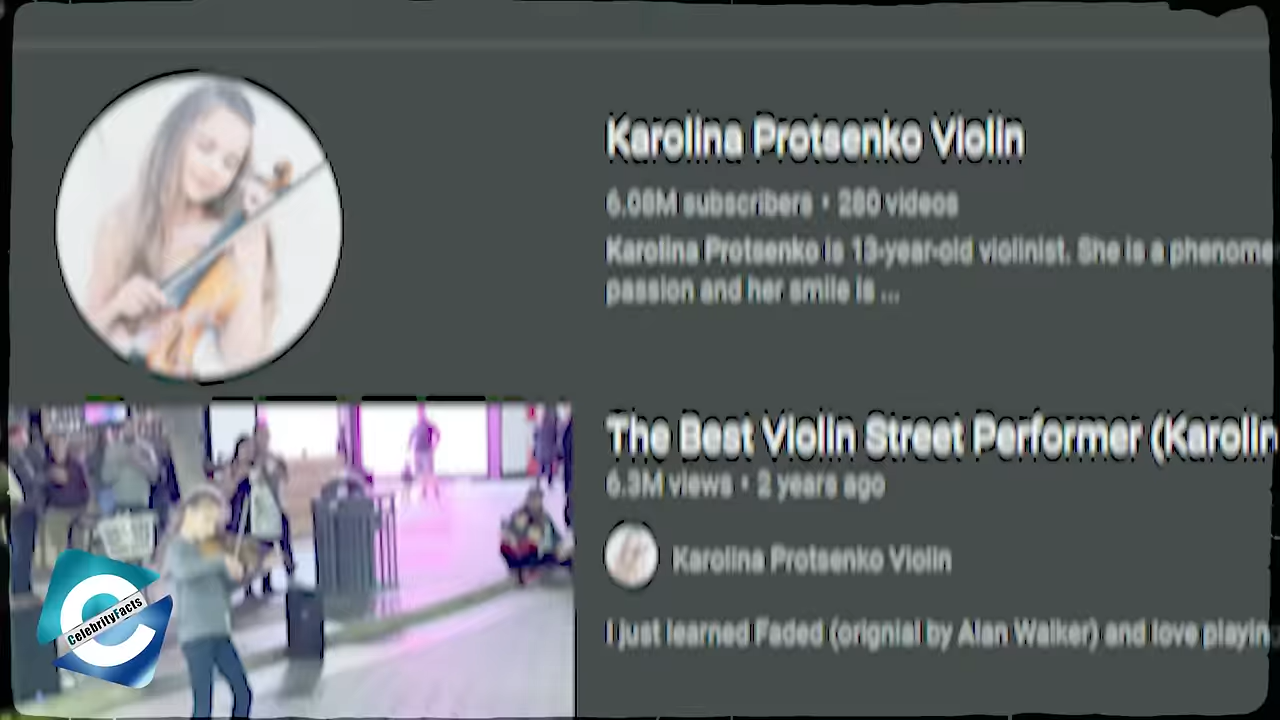 Karolina Protsenko Violin
6.08M subscribers • 280 videos
Karolina Protsenko is 13-year-old violinist. She is a phenome
passion and her smile is ...
The Best Violin Street Performer (Karolin
6.3M views • 2 years ago
Karolina Protsenko Violin
I just learned Faded (orignial by Alan Walker) and love playin
CelebrityFacts